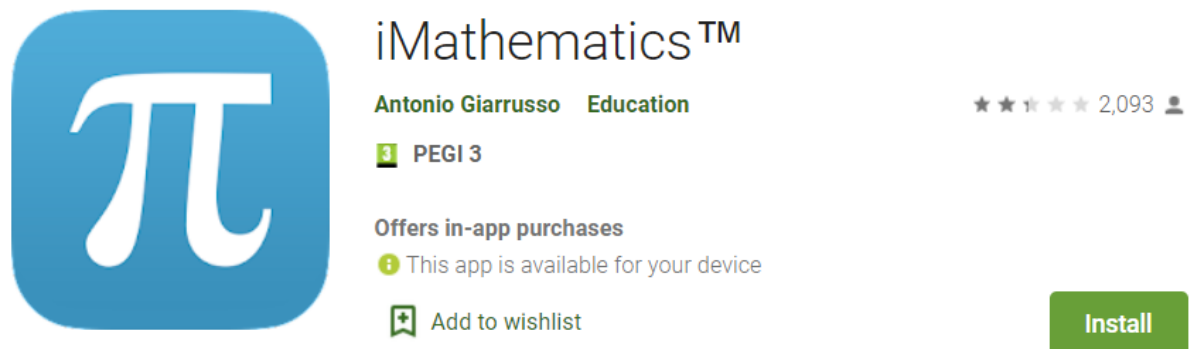 iMathematics™
Antonio Giarrusso Education 2,093
3 PEGI 3
Offers in-app purchases
This app is available for your device
Add to wishlist
Install